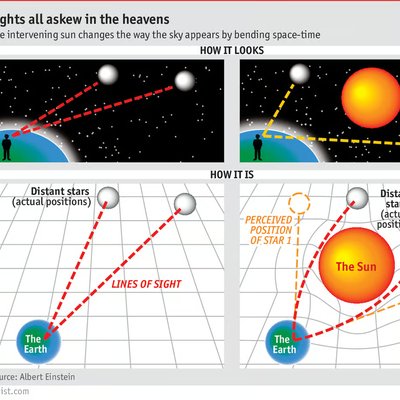 ghts all askew in the heavens
e intervening sun changes the way the sky appears by bending space-time
HOW IT LOOKS
HOW IT IS
Distant stars
(actual positions)
LINES OF SIGHT
The
Earth
PERCEIVED
POSITION
OF STAR 1
Dista
sta
(actu
positio
The Sun
The
Earth
urce: Albert Einstein
ist.com